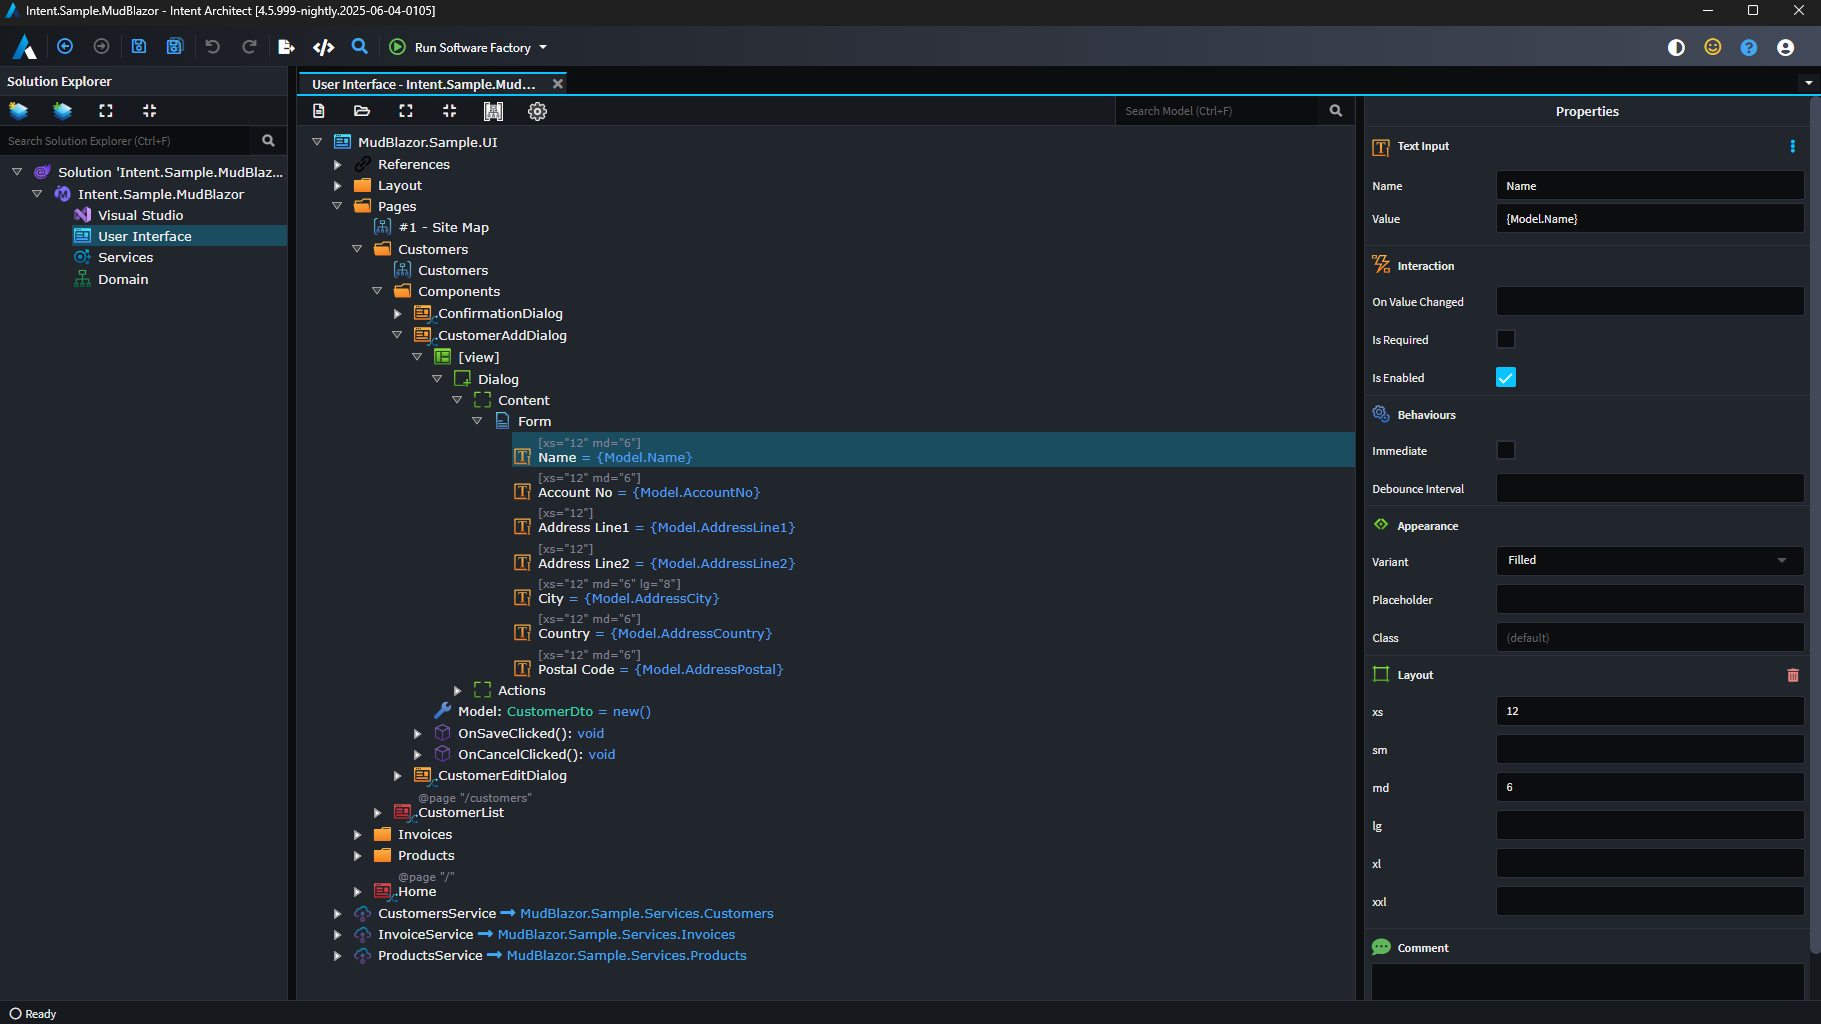 Intent.Sample.MudBlazor - Intent Architect [4.5.999-nightly.2025-06-04-0105]
Run Software Factory
Solution Explorer
Search Solution Explorer (Ctrl+F)
Solution 'Intent.Sample.MudBlaz...
Intent.Sample.MudBlazor
Visual Studio
User Interface
Services
Domain
User Interface - Intent.Sample.Mud...
Search Model (Ctrl+F)
MudBlazor.Sample.UI
References
Layout
Pages
#1 - Site Map
Customers
Customers
Components
ConfirmationDialog
CustomerAddDialog
[view]
Dialog
Content
Form
[xs="12" md="6"]
Name = {Model.Name}
[xs="12" md="6"]
Account No = {Model.AccountNo}
[xs="12"]
Address Line1 = {Model.AddressLine1}
[xs="12"]
Address Line2 = {Model.AddressLine2}
[xs="12" md="6" lg="8"]
City = {Model.AddressCity}
[xs="12" md="6"]
Country = {Model.AddressCountry}
[xs="12" md="6"]
Postal Code = {Model.AddressPostal}
Actions
Model: CustomerDto = new()
OnSaveClicked(): void
OnCancelClicked(): void
CustomerEditDialog
@page "/customers"
CustomerList
Invoices
Products
@page "/"
Home
CustomersService → MudBlazor.Sample.Services.Customers
InvoiceService → MudBlazor.Sample.Services.Invoices
ProductsService → MudBlazor.Sample.Services.Products
Properties
Text Input
Name Name
Value {Model.Name}
Interaction
On Value Changed
Is Required
Is Enabled
Behaviours
Immediate
Debounce Interval
Appearance
Variant Filled
Placeholder
Class (default)
Layout
xs 12
sm
md 6
lg
xl
xxl
Comment
Ready